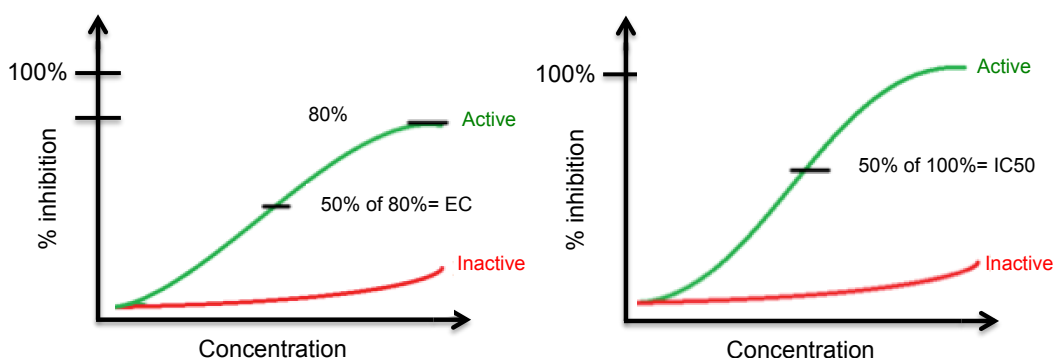 100%
80%
Active
% inhibition
50% of 80%= EC
Inactive
Concentration
100%
Active
% inhibition
50% of 100%= IC50
Inactive
Concentration